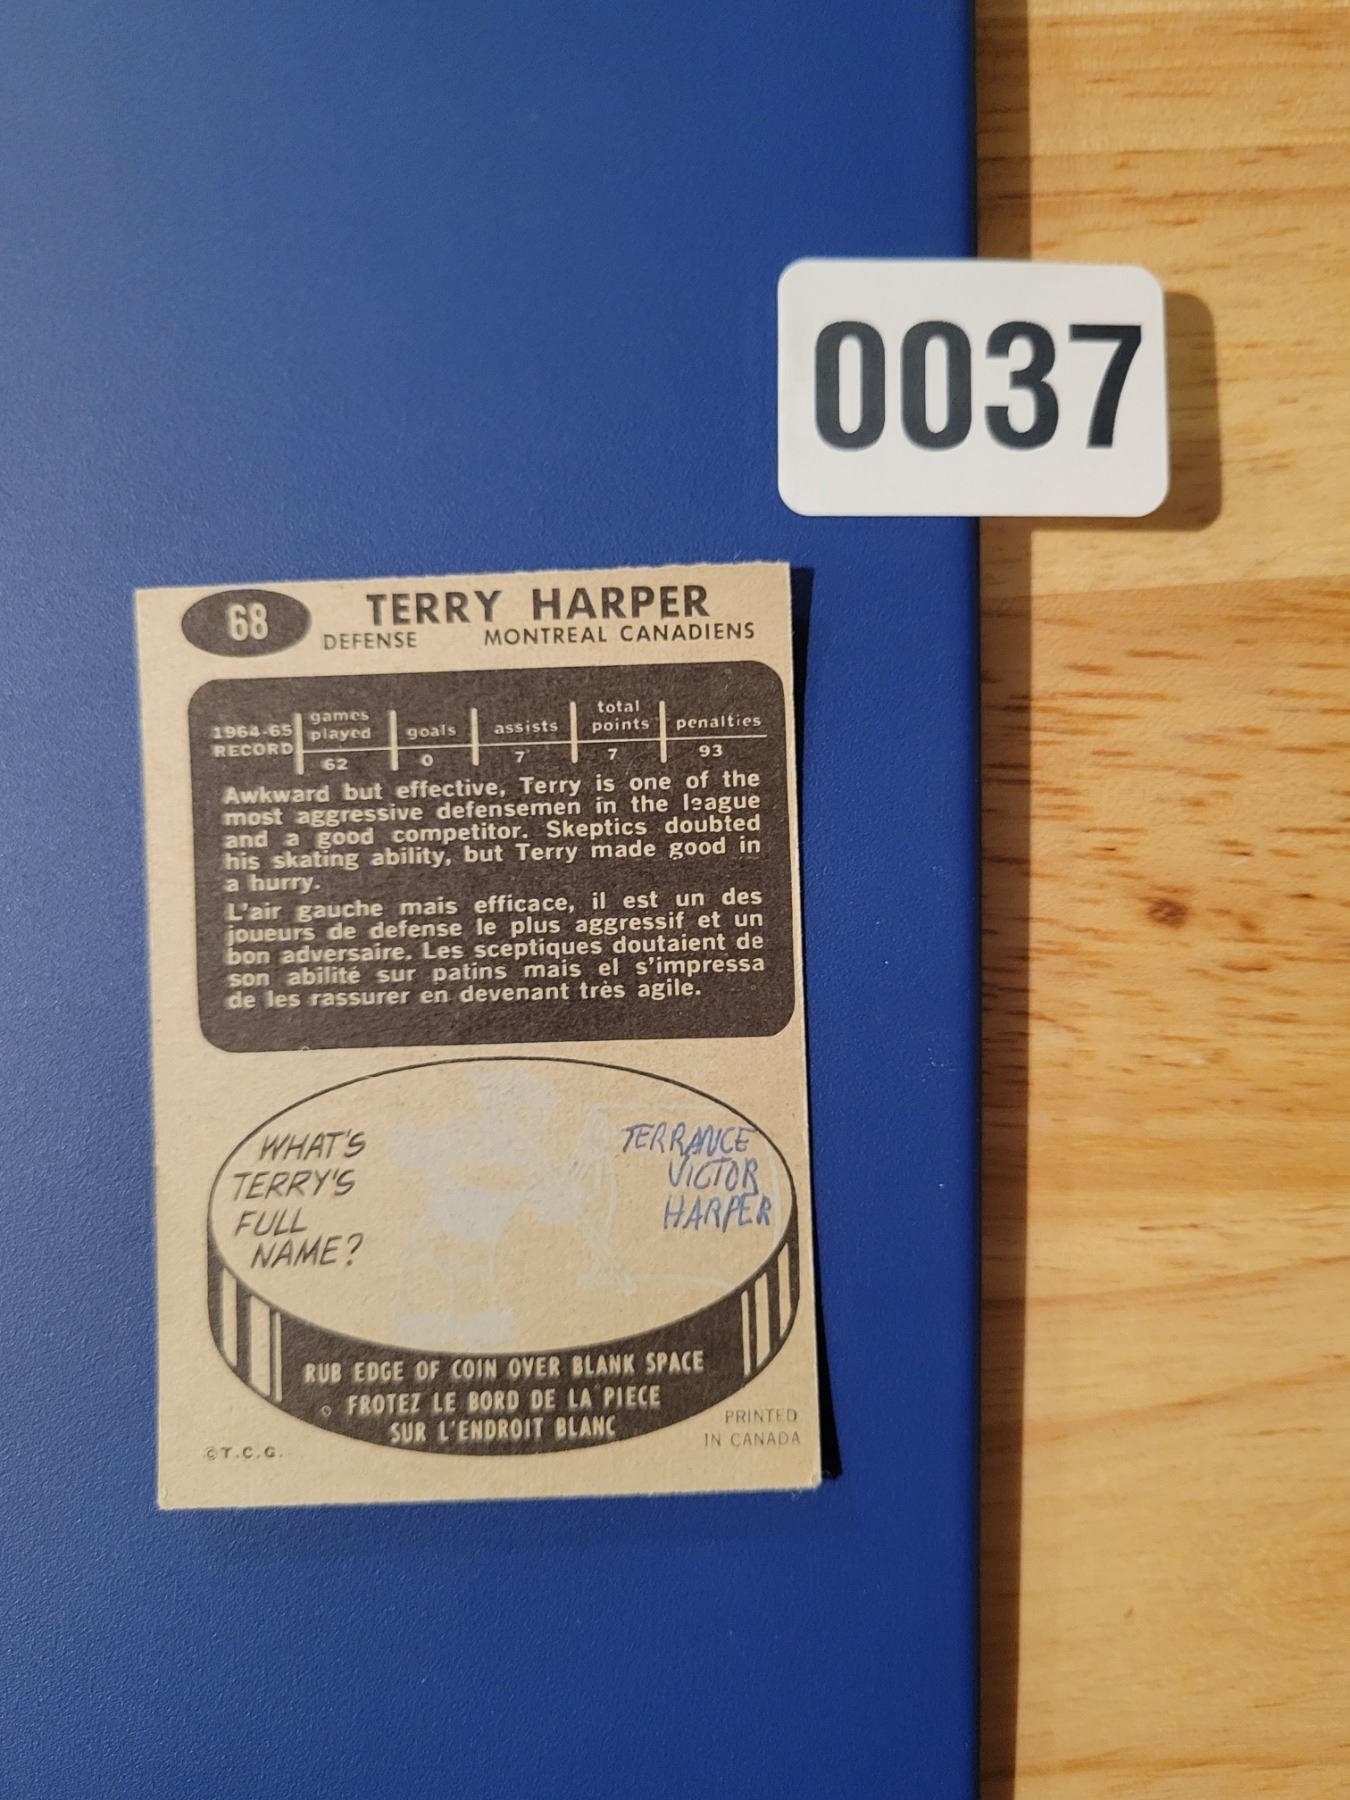 0037
68 TERRY HARPER
DEFENSE MONTREAL CANADIENS
1964-65 RECORD games played goals assists total points penalties
62 0 7 7 93
Awkward but effective, Terry is one of the
most aggressive defensemen in the league
and a good competitor. Skeptics doubted
his skating ability, but Terry made good in
a hurry.
L'air gauche mais efficace, il est un des
joueurs de defense le plus aggressif et un
bon adversaire. Les sceptiques doutaient de
son abilité sur patins mais el s'impressa
de les rassurer en devenant très agile.
WHAT'S
TERRY'S
FULL
NAME?
TERRANCE
VICTOR
HARPER
RUB EDGE OF COIN OVER BLANK SPACE
FROTEZ LE BORD DE LA PIECE
SUR L'ENDROIT BLANC
©T.C.G.
PRINTED
IN CANADA